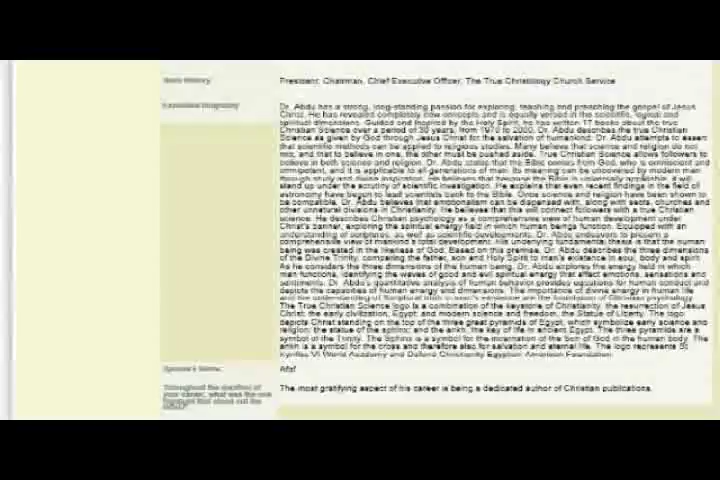 Work History
President, Chairman, Chief Executive Officer, The True Christology Church Service
Extended Biography
Dr. Abdu has a strong, long-standing passion for exploring, teaching and preaching the gospel of Jesus
Christ. He has revealed completely new concepts and is equally versed in the scientific, logical and
spiritual dimensions. Guided and inspired by the Holy Spirit, he has written 17 books about the true
Christian Science over a period of 30 years, from 1970 to 2000. Dr. Abdu describes the true Christian
Science as given by God through Jesus Christ for the salvation of humankind. Dr. Abdu attempts to
that scientific methods can be applied to religious studies. Many believe that science and religion do not
mix, and that to believe in one, the other must be pushed aside. True Christian Science allows followers to
believe in both science and religion. Dr. Abdu states that the Bible comes from God, who is omniscient and
omnipotent, and it is applicable to all generations of man. Its meaning can be uncovered by modern man
through study and divine inspiration. He believes that because the Bible is universally applicable, it will
stand up under the scrutiny of scientific investigation. He explains that even recent findings in the field of
astronomy have begun to lead scientists back to the Bible. Once science and religion have been shown to
be compatible, Dr. Abdu believes that emotionalism can be dispensed with, along with sects, churches and
other unnatural divisions in Christianity. He believes that this will connect followers with a true Christian
science. He describes Christian psychology as a comprehensive view of human development under
Christ's banner, exploring the spiritual energy field in which human beings function. Equipped with an
understanding of scriptures, as well as scientific developments, Dr. Abdu endeavors to present a
comprehensive view of mankind's total development. His underlying fundamental thesis is that the human
being was created in the likeness of God. Based on this premise, Dr. Abdu describes the three dimensions
of the Divine Trinity, comparing the father, son and Holy Spirit to man's existence in soul, body and spirit.
As he considers the three dimensions of the human being, Dr. Abdu explores the energy field in which
man functions, identifying the waves of good and evil spiritual energy that affect emotions, sensations and
sentiments. Dr. Abdu's quantitative analysis of human behavior provides equations for human conduct and
depicts the capacities of human energy and dimensions. The importance of divine energy in human life
and the understanding of Scriptural truth to man's existence are the foundation of Christian psychology.
The True Christian Science logo is a combination of the keystone of Christianity, the resurrection of Jesus
Christ; the early civilization, Egypt; and modern science and freedom, the Statue of Liberty. The logo
depicts Christ standing on the top of the three great pyramids of Egypt, which symbolize early science and
religion; the statue of the sphinx; and the ankh, the key of life in ancient Egypt. The three pyramids are a
symbol of the Trinity. The Sphinx is a symbol for the incarnation of the Son of God in the human body. The
ankh is a symbol for the cross and therefore also for salvation and eternal life. The logo represents St
Kyrillos VI World Academy and Defend Christianity Egyptian American Foundation.
Spouse's Name:
Afaf
Throughout the duration of
your career, what was the one
highlight that stood out the
most?
The most gratifying aspect of his career is being a dedicated author of Christian publications.